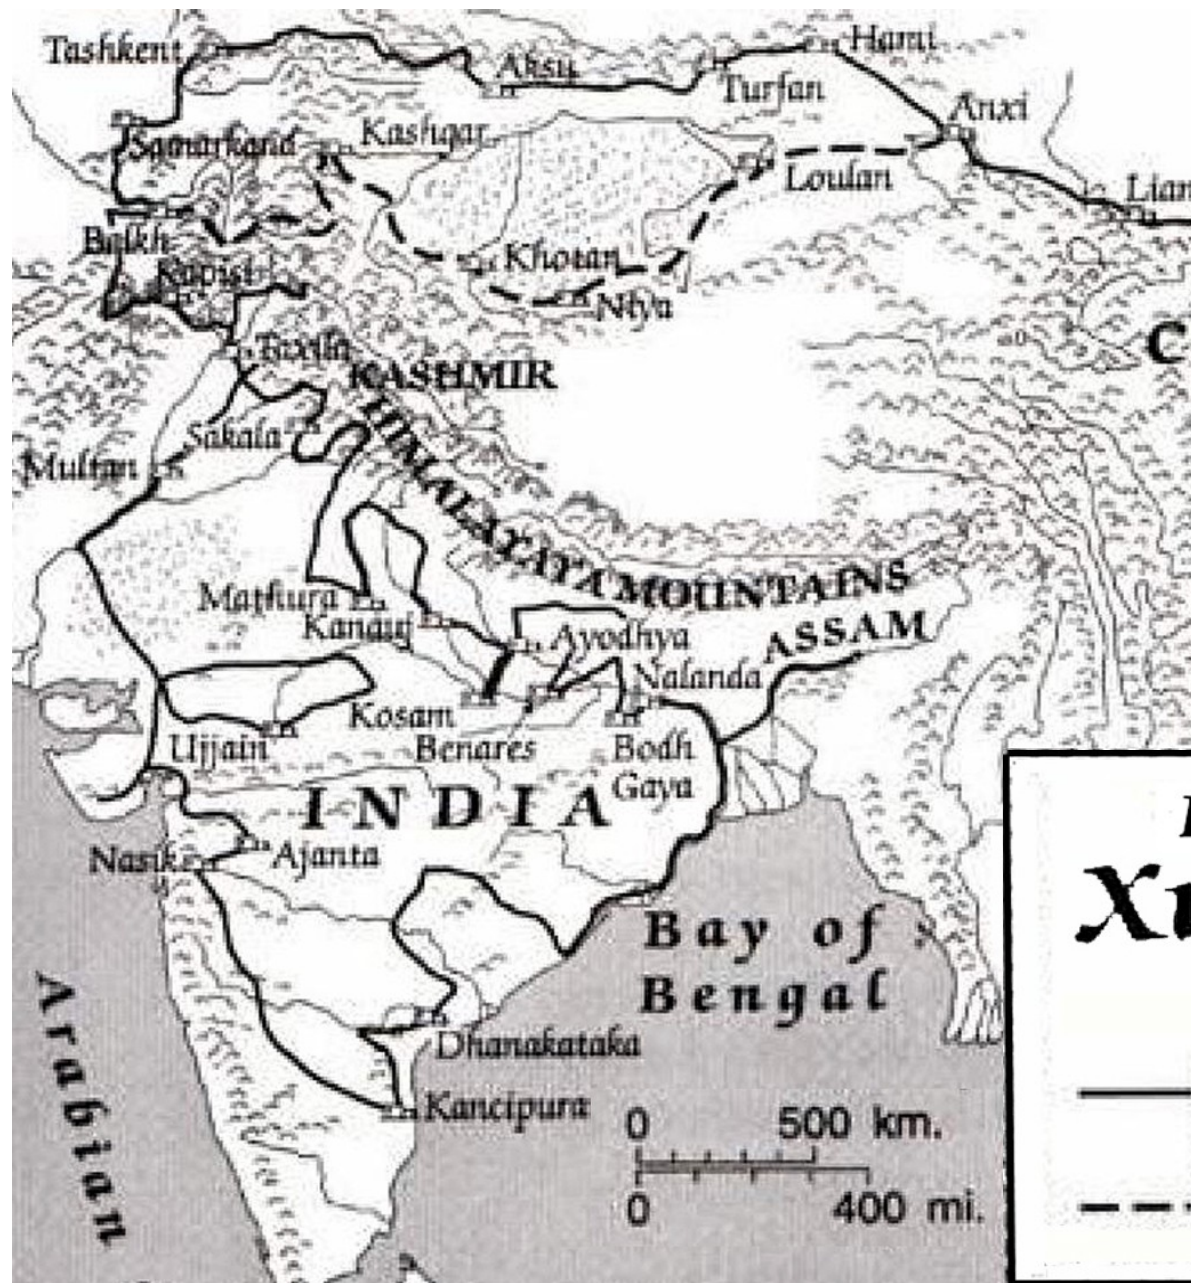 Tashkent
Aksu
Hami
Turfan
Anxi
Samarkand
Kashgar
Loulan
Lian
Balkh
Khotan
Niya
Taxila
KASHMIR
C
HIMALAYATA MOUNTAINS
Sakala
Multan
Mathura
Kanauj
Ayodhya
ASSAM
Nalanda
Kosam
Ujjain
Benares
Bodh
Gaya
INDIA
Nasik
Ajanta
Bay of
Bengal
Arabian
Dhanakataka
Kancipura
0 500 km.
0 400 mi.